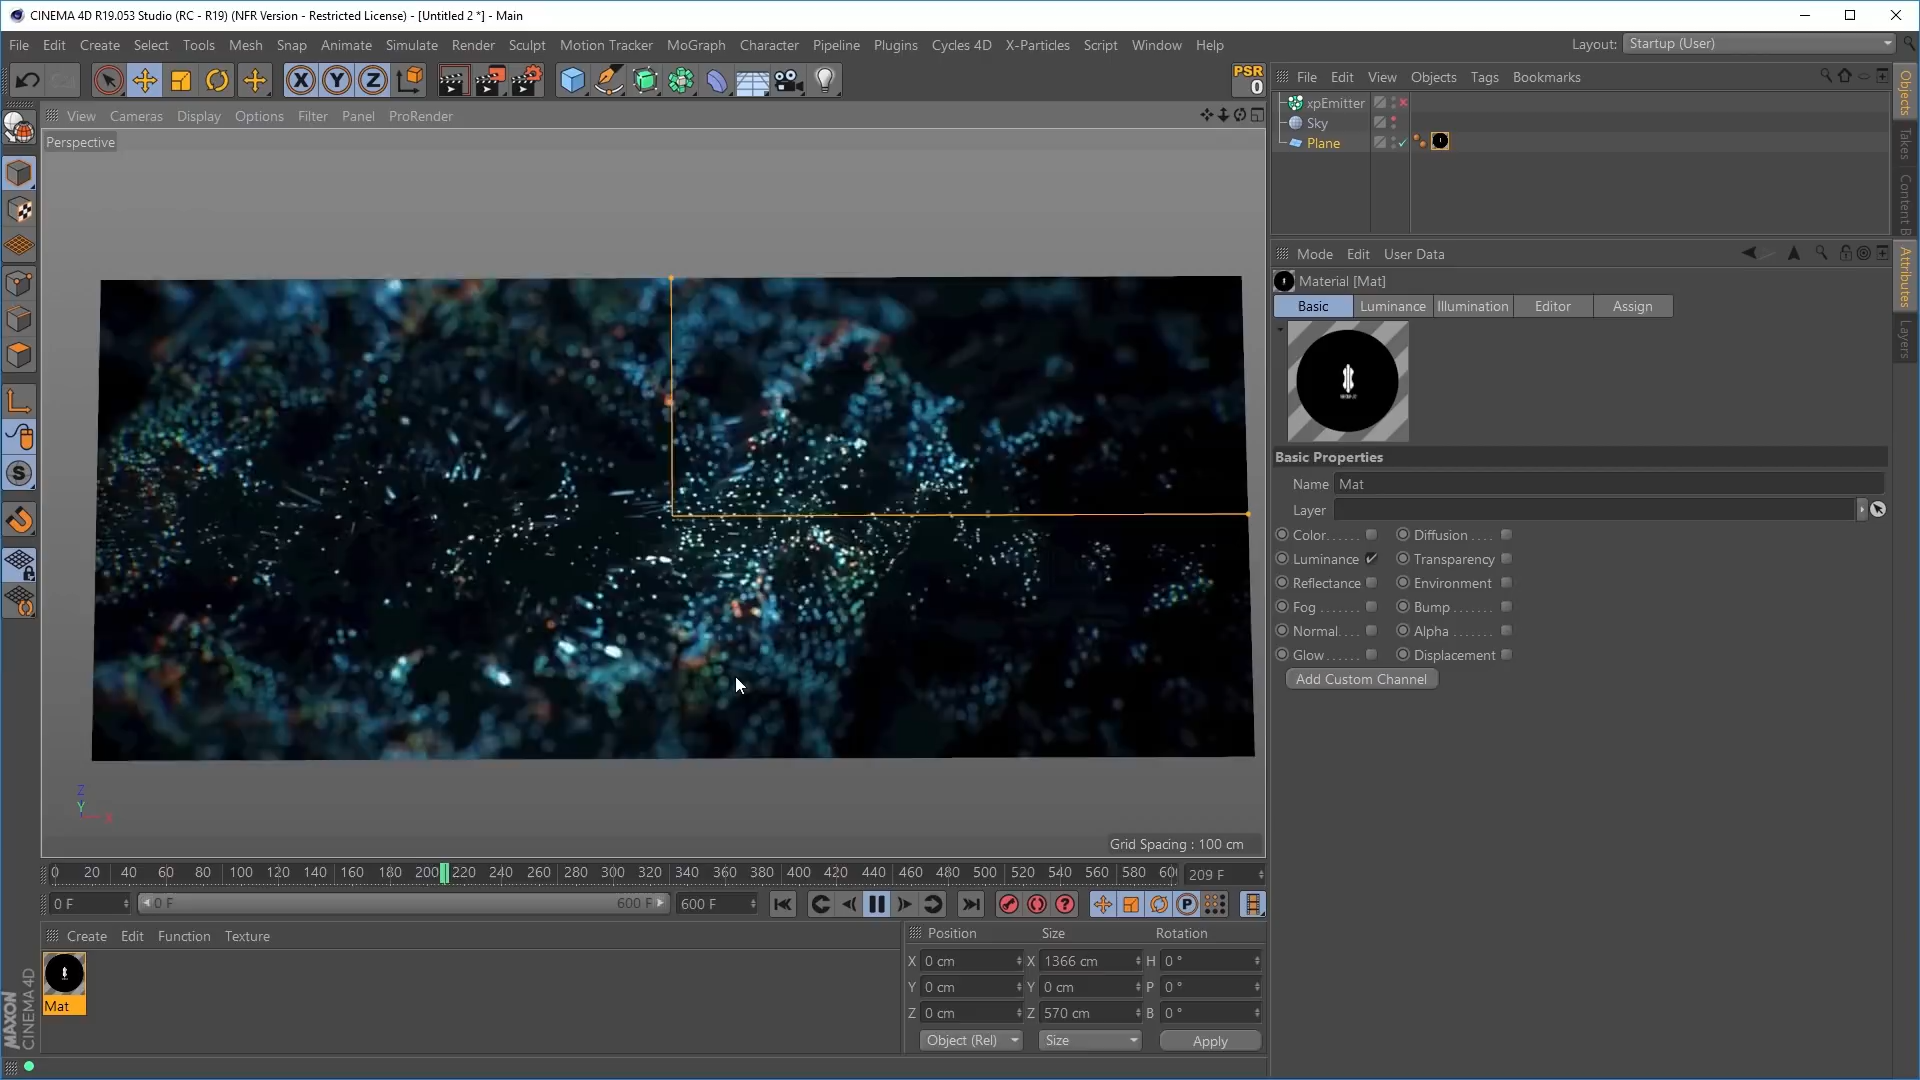 CINEMA 4D R19.053 Studio (RC - R19) (NFR Version - Restricted License) - [Untitled 2 *] - Main
File Edit Create Select Tools Mesh Snap Animate Simulate Render Sculpt Motion Tracker MoGraph Character Pipeline Plugins Cycles 4D X-Particles Script Window Help
Layout: Startup (User)
X Y Z
PSR
0
File Edit View Objects Tags Bookmarks
View Cameras Display Options Filter Panel ProRender
xpEmitter
Sky
Plane
Objects
Takes
Content B
Attributes
Layers
Perspective
Mode Edit User Data
Material [Mat]
Basic Luminance Illumination Editor Assign
Basic Properties
Name Mat
Layer
Color...... Diffusion....
Luminance Transparency
Reflectance Environment
Fog....... Bump.......
Normal.... Alpha.......
Glow...... Displacement
Add Custom Channel
S
Z
Y
X
Grid Spacing : 100 cm
0 20 40 60 80 100 120 140 160 180 200 220 240 260 280 300 320 340 360 380 400 420 440 460 480 500 520 540 560 580 60
209 F
0 F 0 F 600 F 600 F
? P
Create Edit Function Texture
Mat
Position Size Rotation
X 0 cm X 1366 cm H 0 °
Y 0 cm Y 0 cm P 0 °
Z 0 cm Z 570 cm B 0 °
Object (Rel) Size Apply
MAXON
CINEMA 4D